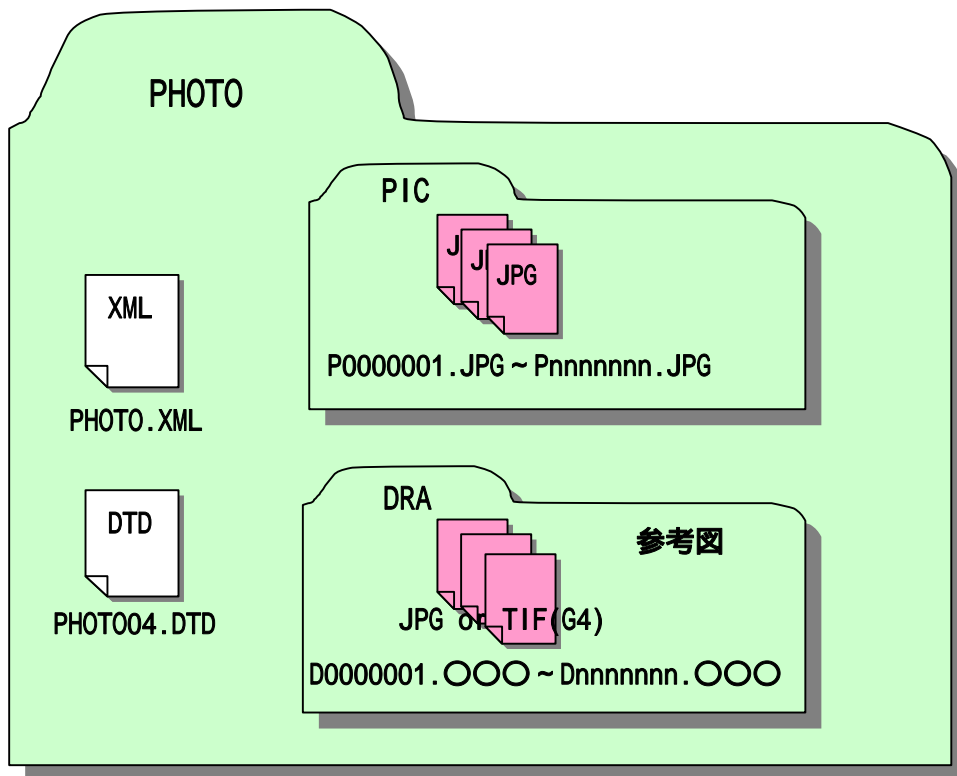 PHOTO
PIC
J
JP
JPG
P0000001.JPG~Pnnnnnnn.JPG
XML
PHOTO.XML
DRA
参考図
JPG or TIF(G4)
D0000001.○○○~Dnnnnnnn.○○○
DTD
PHOTO04.DTD